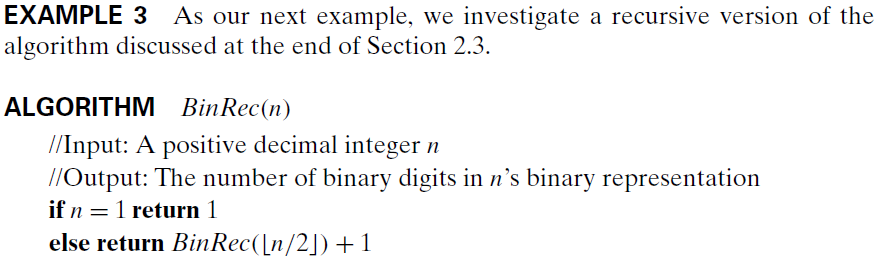 EXAMPLE 3 As our next example, we investigate a recursive version of the
algorithm discussed at the end of Section 2.3.
ALGORITHM BinRec(n)
//Input: A positive decimal integer n
//Output: The number of binary digits in n’s binary representation
if n = 1 return 1
else return BinRec(⌊n/2⌋) + 1